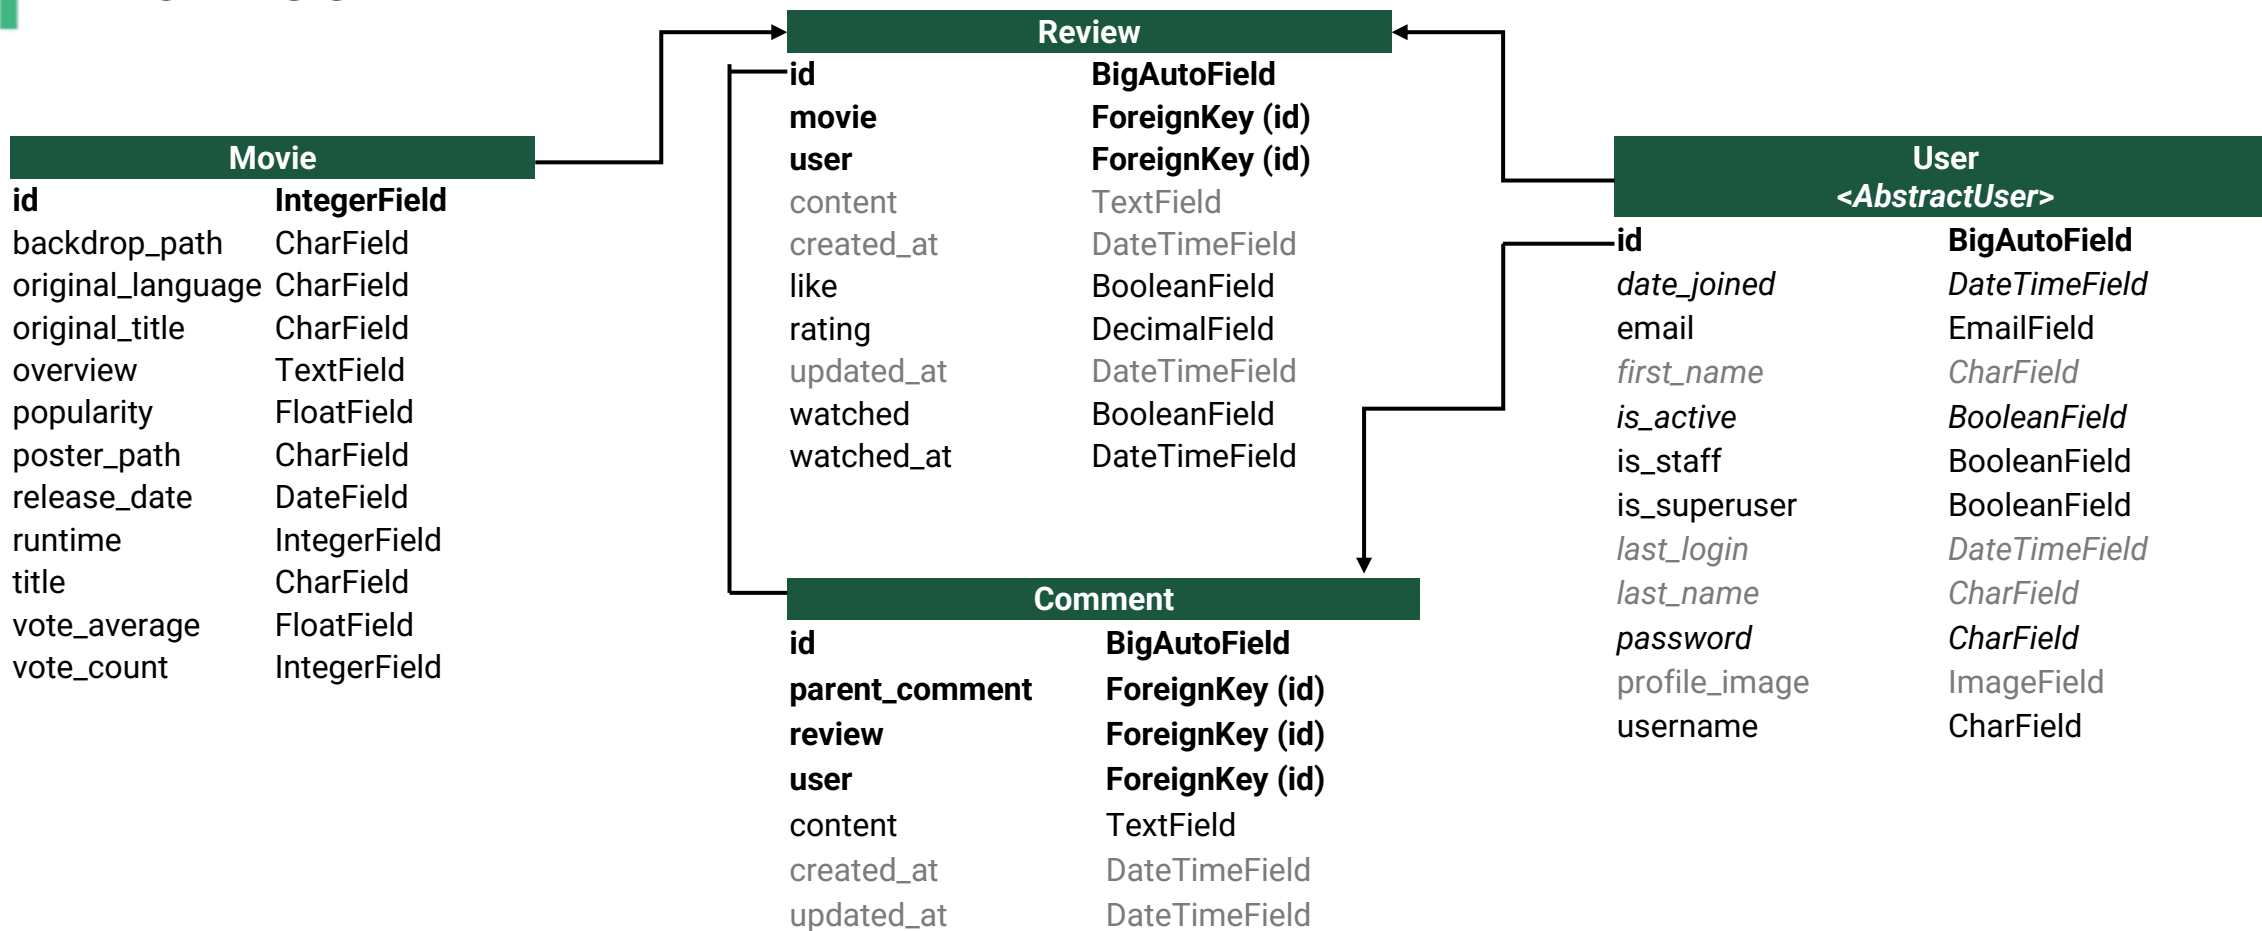 Review
id BigAutoField
movie ForeignKey (id)
user ForeignKey (id)
content TextField
created_at DateTimeField
like BooleanField
rating DecimalField
updated_at DateTimeField
watched BooleanField
watched_at DateTimeField
Movie
id IntegerField
backdrop_path CharField
original_language CharField
original_title CharField
overview TextField
popularity FloatField
poster_path CharField
release_date DateField
runtime IntegerField
title CharField
vote_average FloatField
vote_count IntegerField
User
<AbstractUser>
id BigAutoField
date_joined DateTimeField
email EmailField
first_name CharField
is_active BooleanField
is_staff BooleanField
is_superuser BooleanField
last_login DateTimeField
last_name CharField
password CharField
profile_image ImageField
username CharField
Comment
id BigAutoField
parent_comment ForeignKey (id)
review ForeignKey (id)
user ForeignKey (id)
content TextField
created_at DateTimeField
updated_at DateTimeField